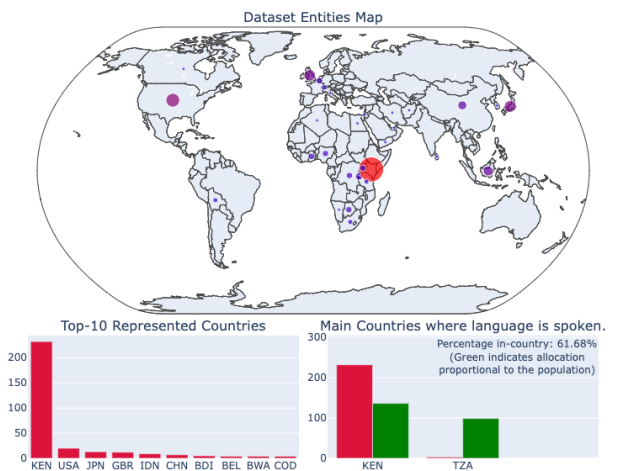 Dataset Entities Map
Top-10 Represented Countries
200
150
100
50
0
KEN USA JPN GBR IDN CHN BDI BEL BWA COD
Main Countries where language is spoken.
Percentage in-country: 61.68%
(Green indicates allocation
proportional to the population)
300
200
100
0
KEN TZA